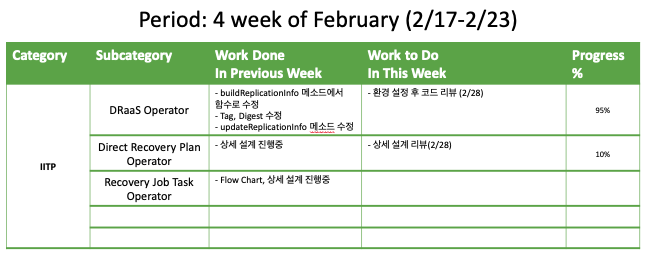 Period: 4 week of February (2/17-2/23)
Category
Subcategory
Work Done
In Previous Week
Work to Do
In This Week
Progress
%
IITP
DRaaS Operator
- buildReplicationInfo 메소드에서
함수로 수정
- Tag, Digest 수정
- updateReplicationInfo 메소드 수정
- 환경 설정 후 코드 리뷰 (2/28)
95%
Direct Recovery Plan
Operator
- 상세 설계 진행중
- 상세 설계 리뷰(2/28)
10%
Recovery Job Task
Operator
- Flow Chart, 상세 설계 진행중